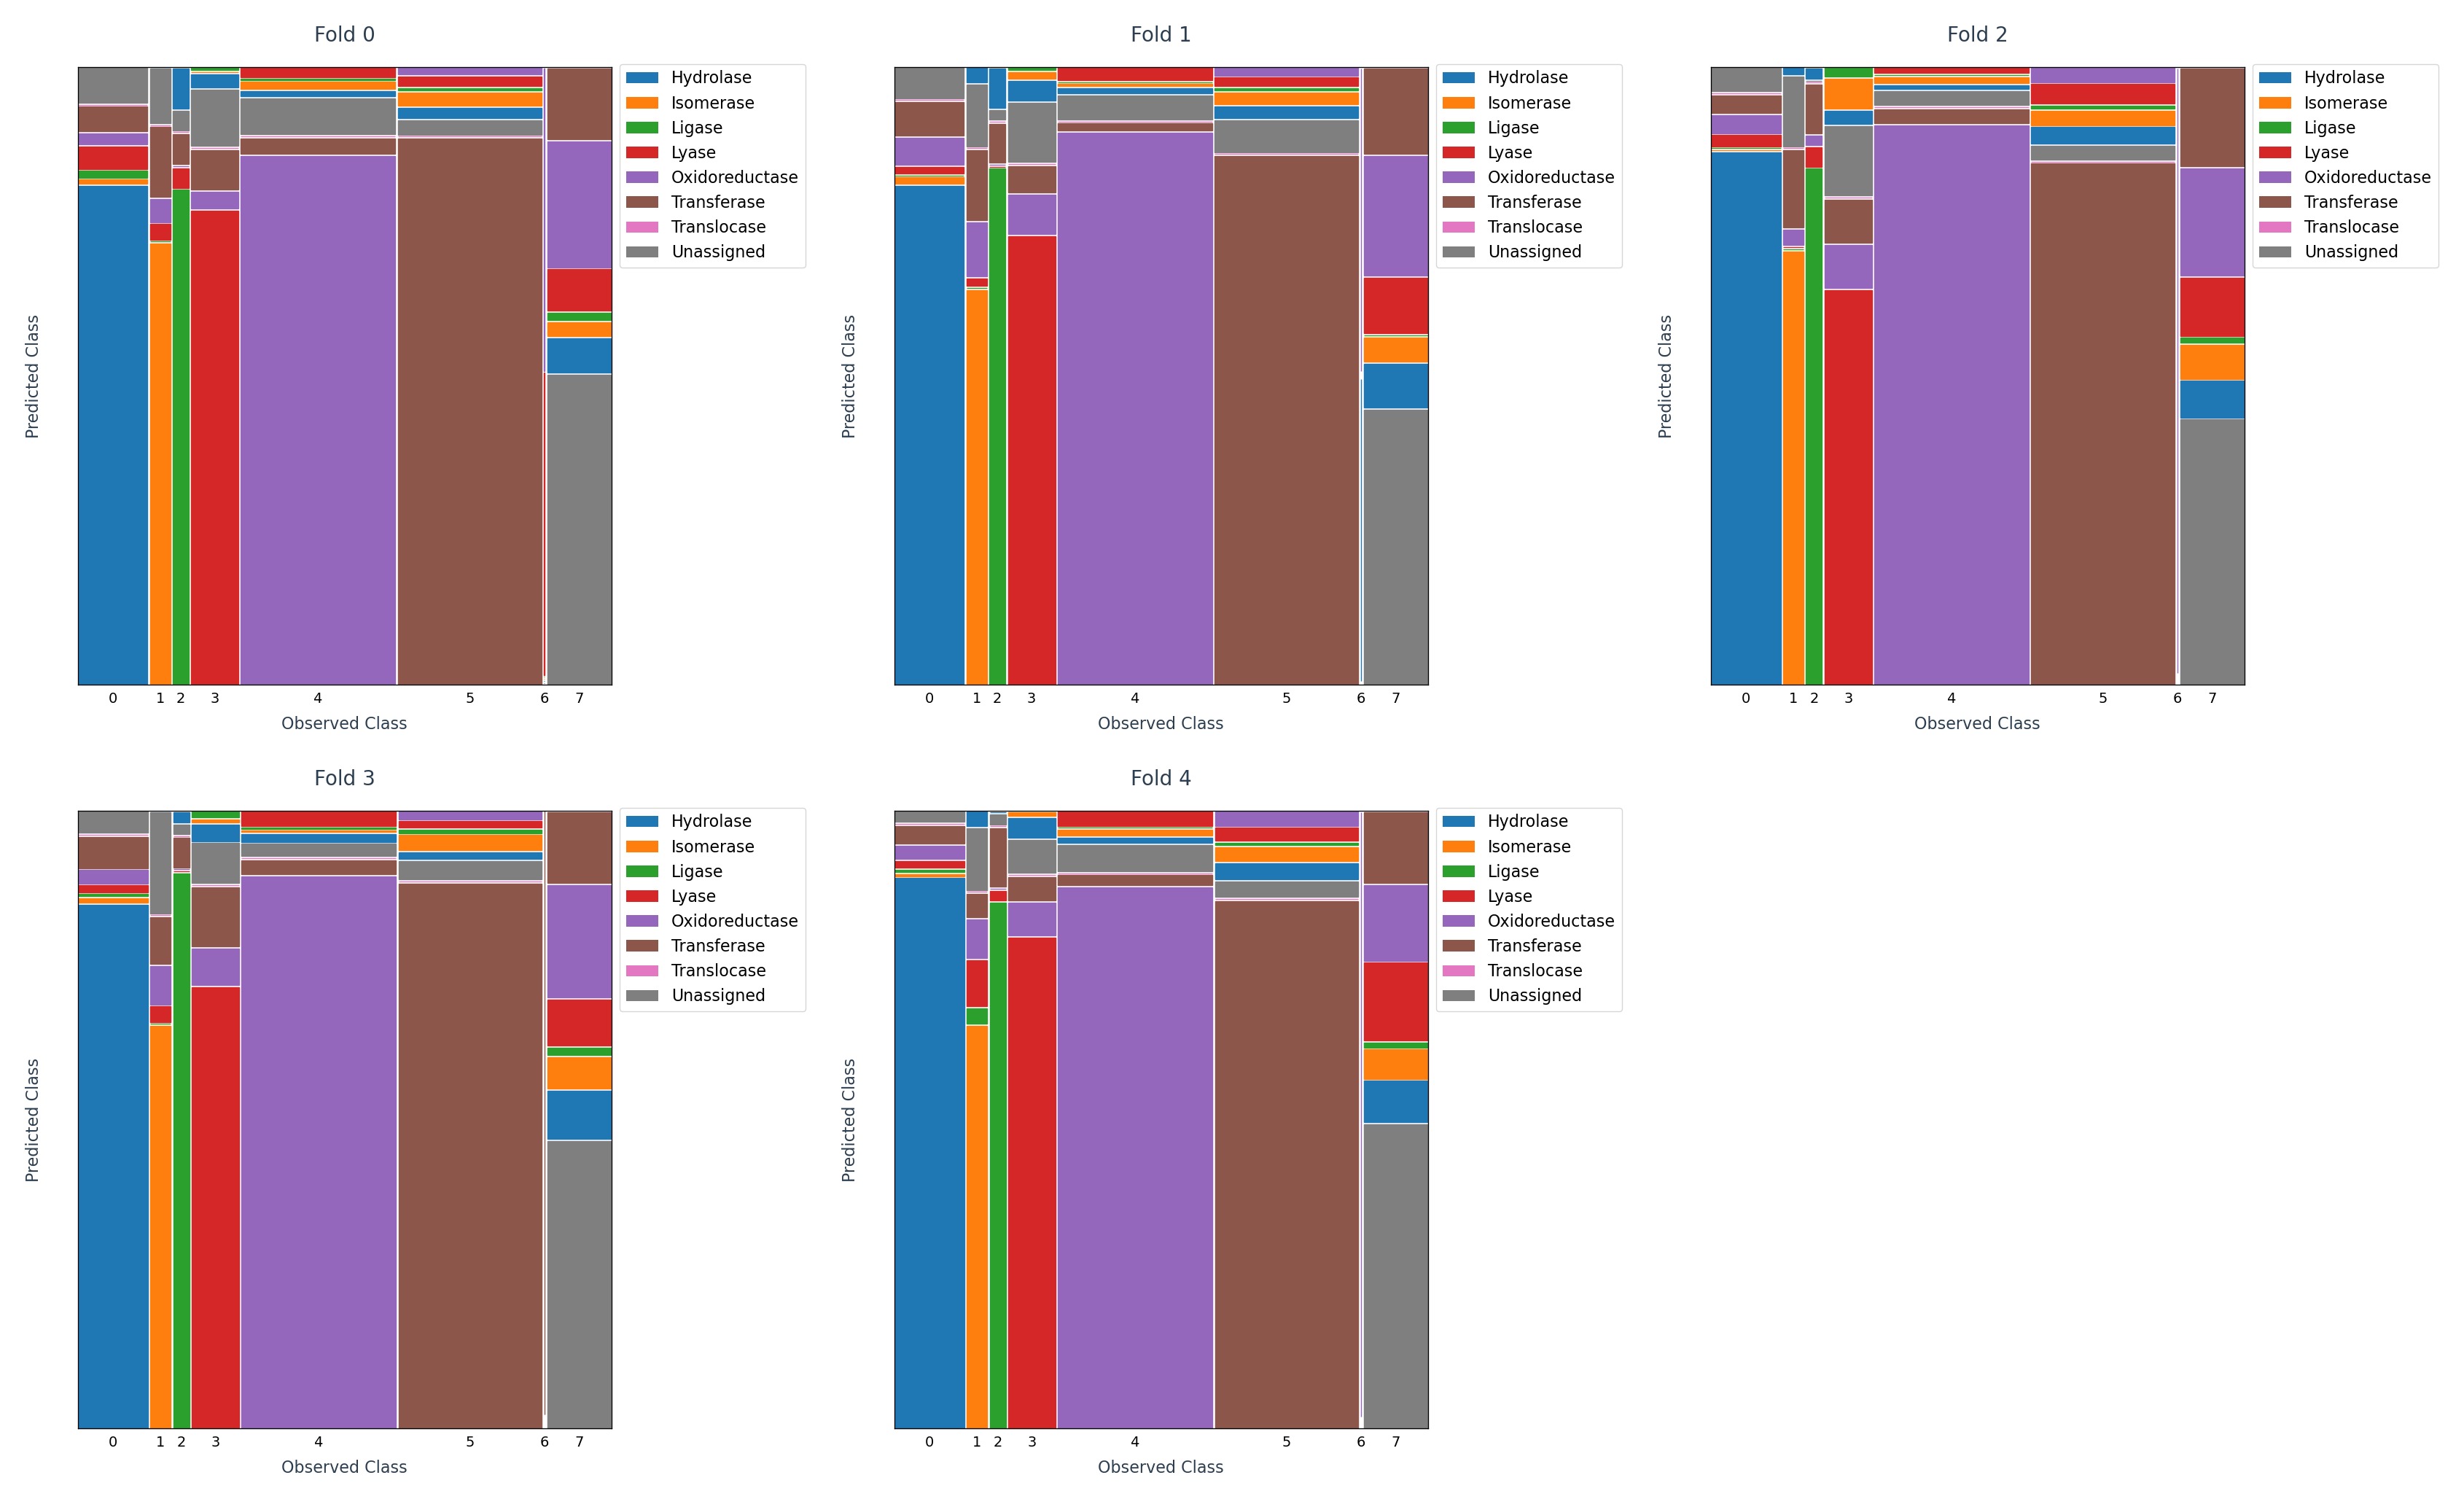 Fold 0
Hydrolase
Isomerase
Ligase
Lyase
Oxidoreductase
Transferase
Translocase
Unassigned
Predicted Class
0 1 2 3 4 5 6 7
Observed Class
Fold 1
Hydrolase
Isomerase
Ligase
Lyase
Oxidoreductase
Transferase
Translocase
Unassigned
Predicted Class
0 1 2 3 4 5 6 7
Observed Class
Fold 2
Hydrolase
Isomerase
Ligase
Lyase
Oxidoreductase
Transferase
Translocase
Unassigned
Predicted Class
0 1 2 3 4 5 6 7
Observed Class
Fold 3
Hydrolase
Isomerase
Ligase
Lyase
Oxidoreductase
Transferase
Translocase
Unassigned
Predicted Class
0 1 2 3 4 5 6 7
Observed Class
Fold 4
Hydrolase
Isomerase
Ligase
Lyase
Oxidoreductase
Transferase
Translocase
Unassigned
Predicted Class
0 1 2 3 4 5 6 7
Observed Class